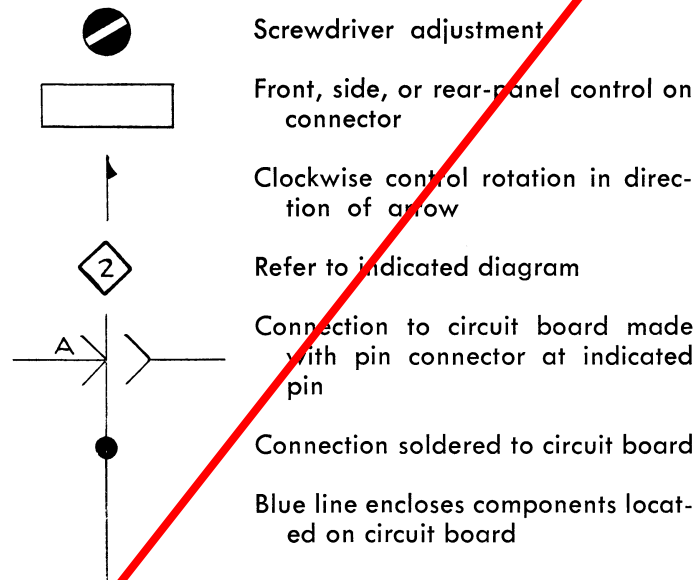 Screwdriver adjustment
Front, side, or rear-panel control on
connector
Clockwise control rotation in direc-
tion of arrow
2
Refer to indicated diagram
Connection to circuit board made
A
with pin connector at indicated
pin
Connection soldered to circuit board
Blue line encloses components locat-
ed on circuit board